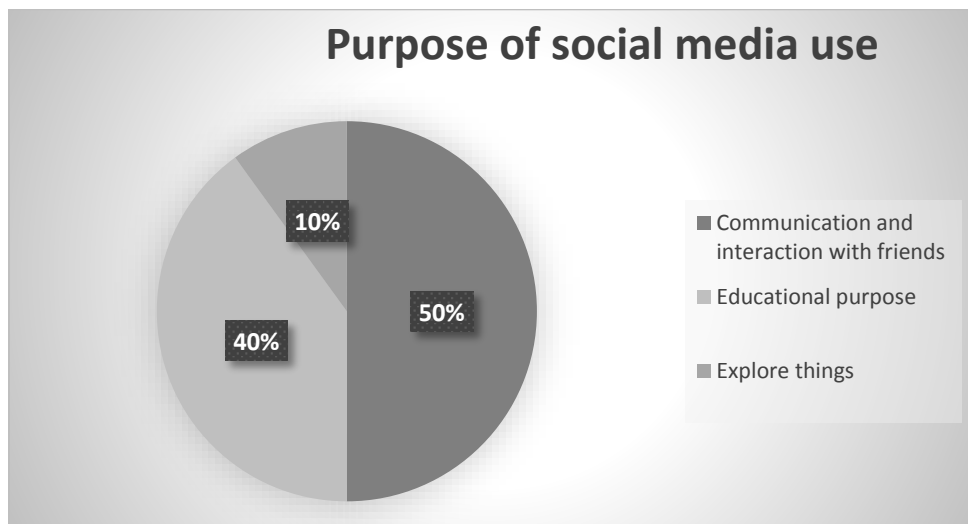 Purpose of social media use
10%
50%
40%
Communication and
interaction with friends
Educational purpose
Explore things